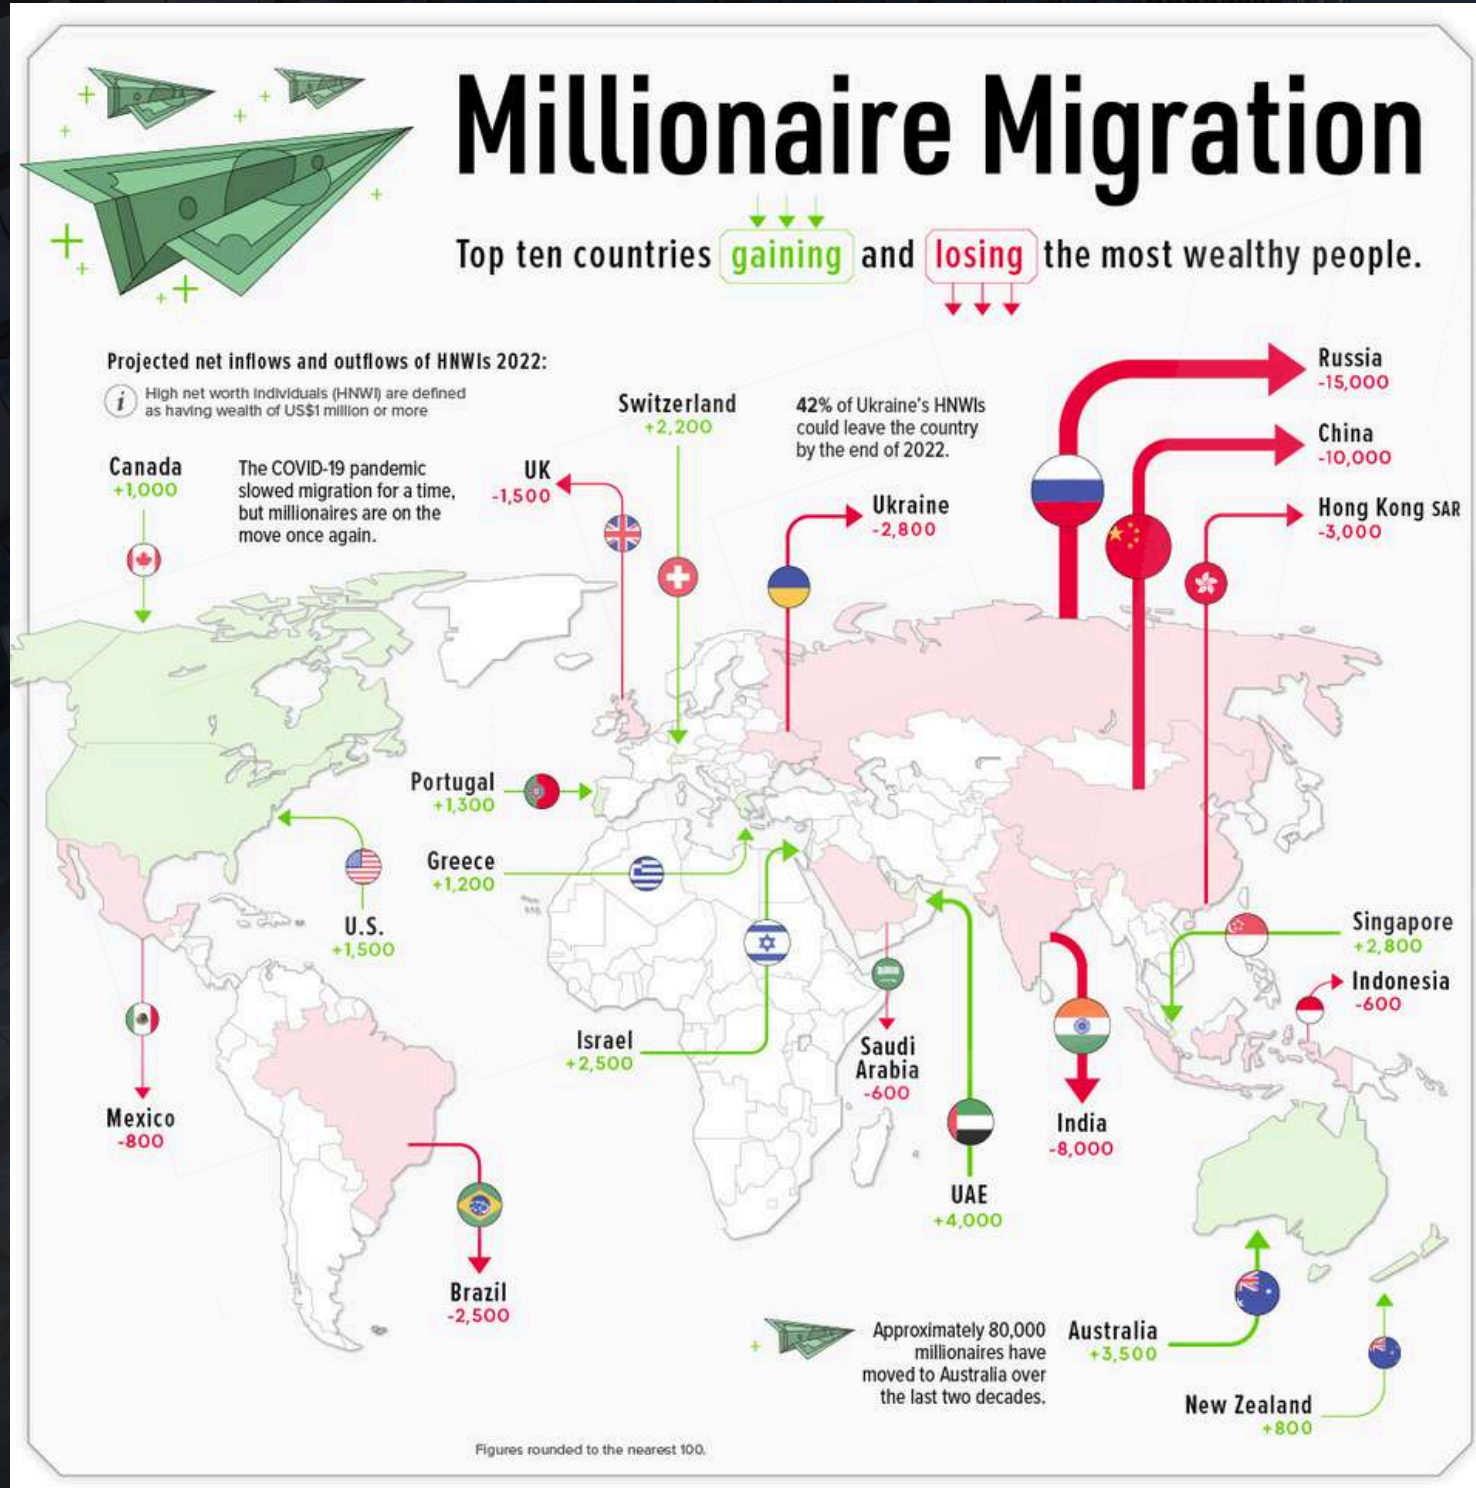 Millionaire Migration
Top ten countries gaining and losing the most wealthy people.
Projected net inflows and outflows of HNWIs 2022:
i
High net worth individuals (HNWI) are defined
as having wealth of US$1 million or more
Canada
+1,000
The COVID-19 pandemic
slowed migration for a time,
but millionaires are on the
move once again.
UK
-1,500
Switzerland
+2,200
42% of Ukraine's HNWIs
could leave the country
by the end of 2022.
Ukraine
-2,800
Russia
-15,000
China
-10,000
Hong Kong SAR
-3,000
Portugal
+1,300
Greece
+1,200
U.S.
+1,500
Israel
+2,500
Saudi
Arabia
-600
Singapore
+2,800
Indonesia
-600
Mexico
-800
India
-8,000
UAE
+4,000
Brazil
-2,500
Approximately 80,000
millionaires have
moved to Australia over
the last two decades.
Australia
+3,500
New Zealand
+800
Figures rounded to the nearest 100.